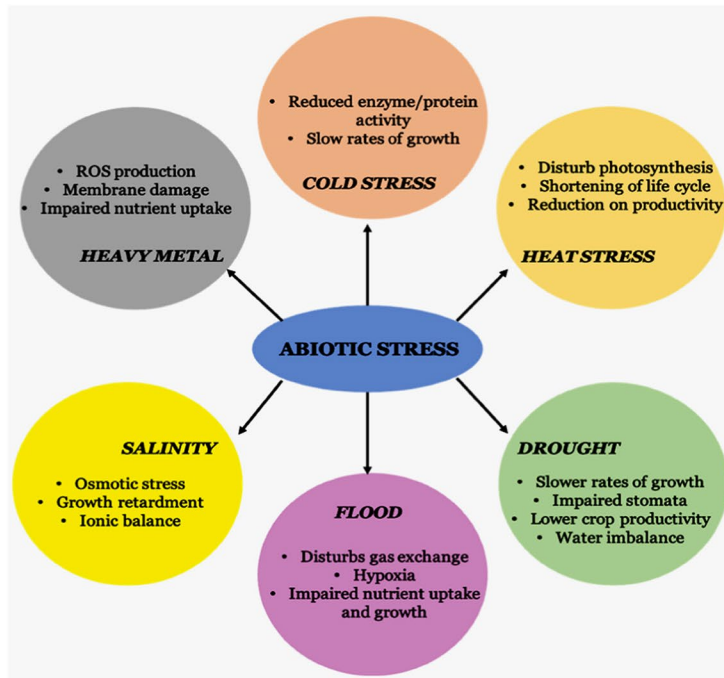 • Reduced enzyme/protein
activity
• Slow rates of growth
COLD STRESS
• ROS production
• Membrane damage
• Impaired nutrient uptake
HEAVY METAL
• Disturb photosynthesis
• Shortening of life cycle
• Reduction on productivity
HEAT STRESS
ABIOTIC STRESS
SALINITY
• Osmotic stress
• Growth retardment
• Ionic balance
FLOOD
• Disturbs gas exchange
• Hypoxia
• Impaired nutrient uptake
and growth
DROUGHT
• Slower rates of growth
• Impaired stomata
• Lower crop productivity
• Water imbalance